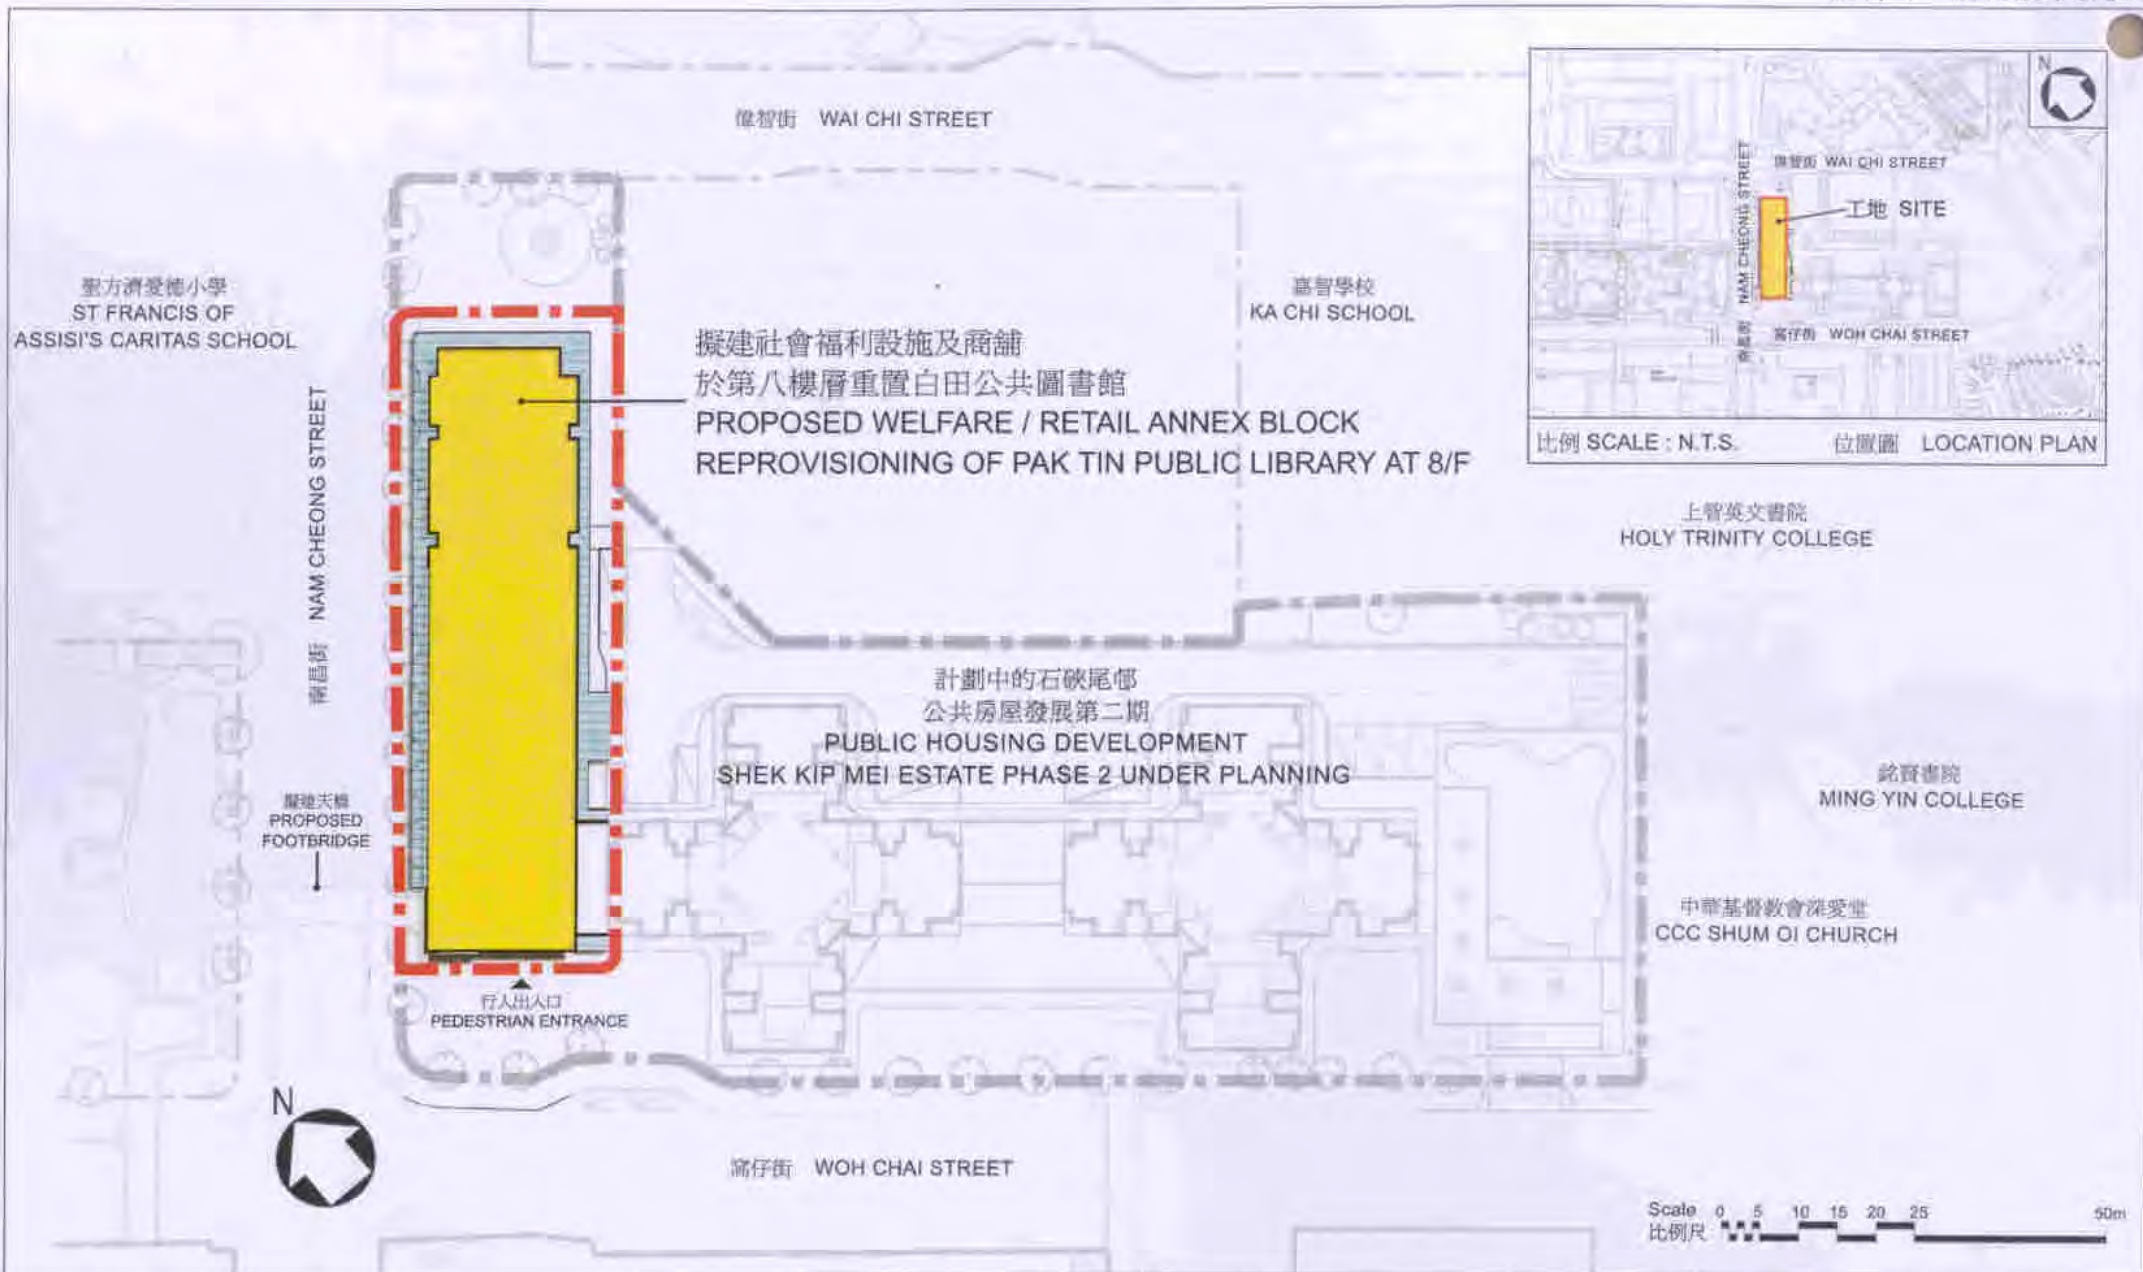 偉智街 WAI CHI STREET
聖方濟愛德小學
ST FRANCIS OF
ASSISI'S CARITAS SCHOOL
南昌街 NAM CHEONG STREET
擬建社會福利設施及商舖
於第八樓層重置白田公共圖書館
PROPOSED WELFARE / RETAIL ANNEX BLOCK
REPROVISIONING OF PAK TIN PUBLIC LIBRARY AT 8/F
嘉智學校
KA CHI SCHOOL
N
偉智街 WAI CHI STREET
NAM CHEONG STREET
南昌街
工地 SITE
窩仔街 WOH CHAI STREET
比例 SCALE : N.T.S. 位置圖 LOCATION PLAN
上智英文書院
HOLY TRINITY COLLEGE
計劃中的石硤尾邨
公共房屋發展第二期
PUBLIC HOUSING DEVELOPMENT
SHEK KIP MEI ESTATE PHASE 2 UNDER PLANNING
銘賢書院
MING YIN COLLEGE
擬建天橋
PROPOSED
FOOTBRIDGE
中華基督教會深愛堂
CCC SHUM OI CHURCH
行人出入口
PEDESTRIAN ENTRANCE
N
窩仔街 WOH CHAI STREET
Scale 0 5 10 15 20 25 50m
比例尺